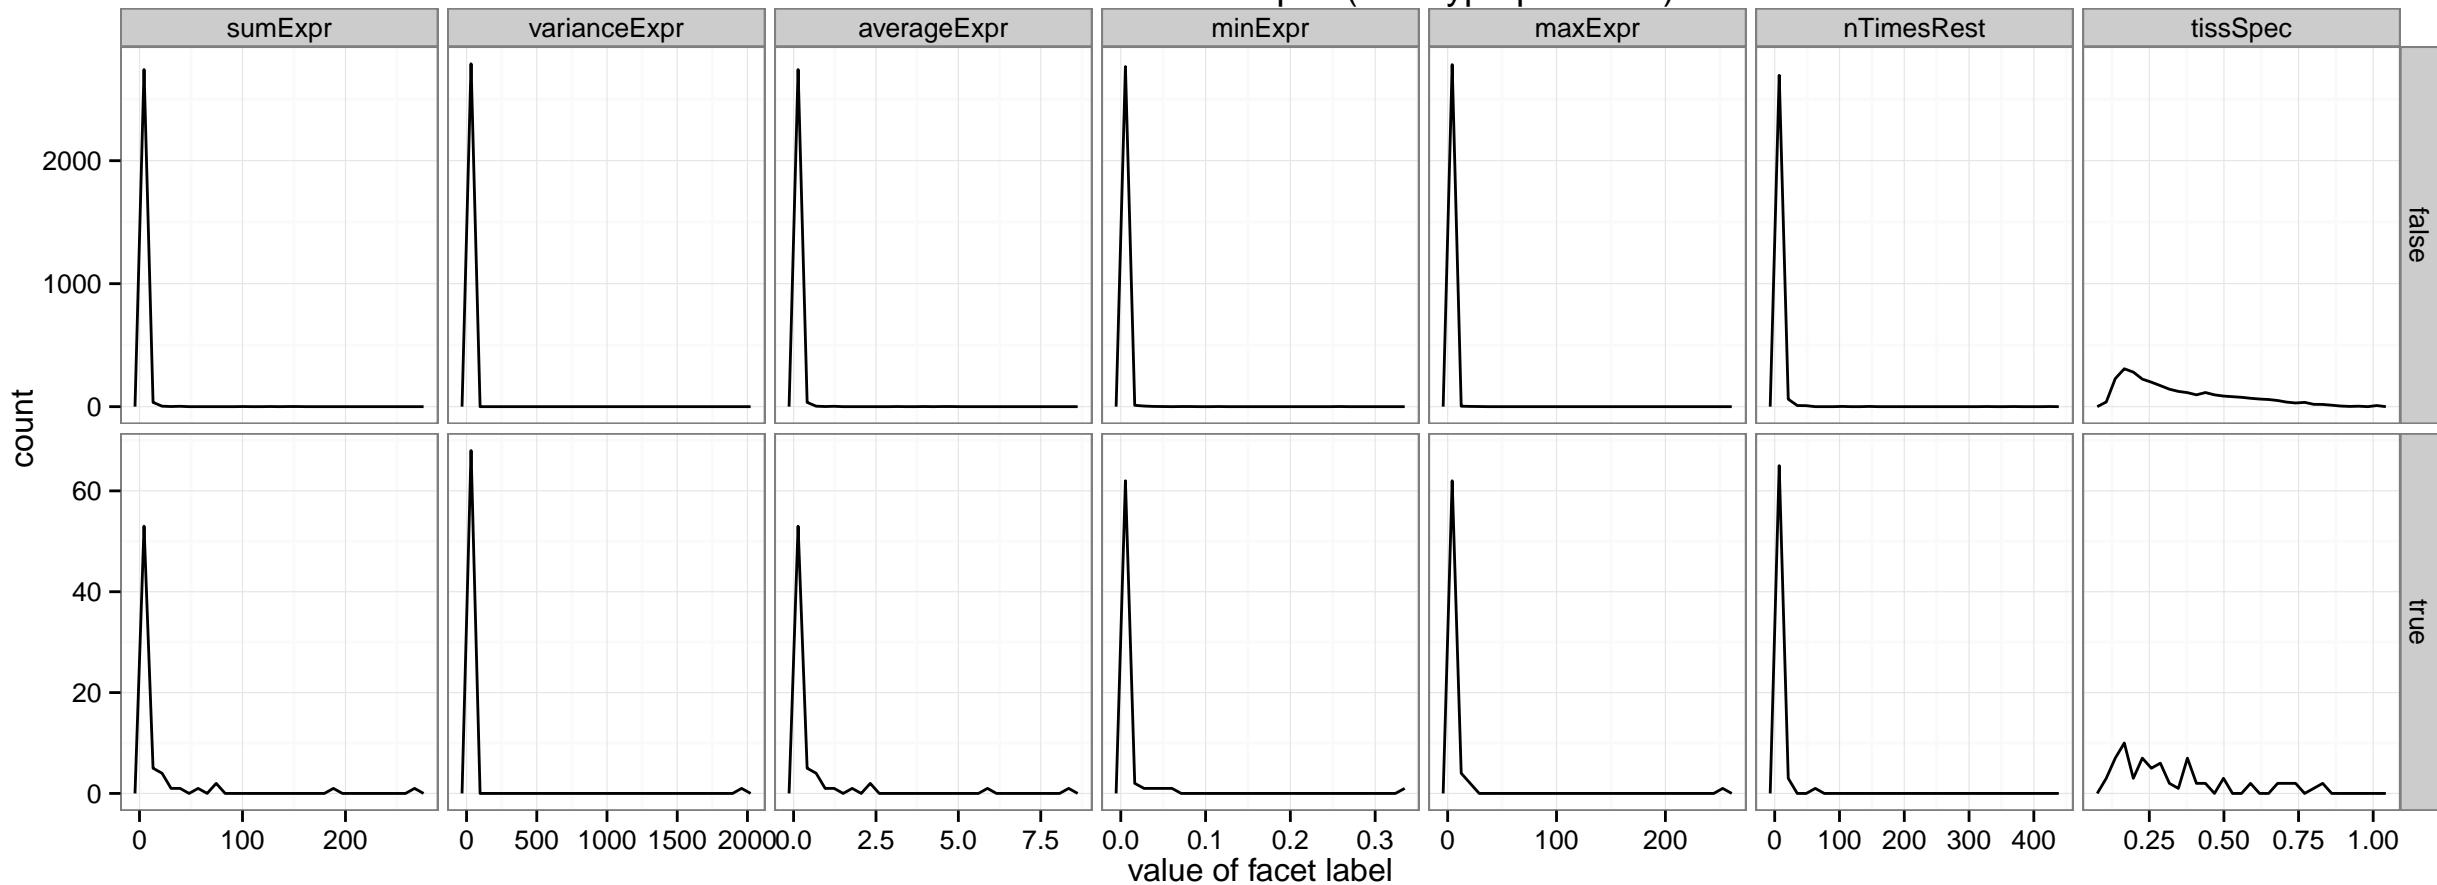 sumExpr varianceExpr averageExpr minExpr maxExpr nTimesRest tissSpec
count
2000
1000
0
false
60
40
20
0
true
0 100 200 0 500 1000 1500 2000 0.0 2.5 5.0 7.5 0.0 0.1 0.2 0.3 0 100 200 0 100 200 300 400 0.25 0.50 0.75 1.00
value of facet label